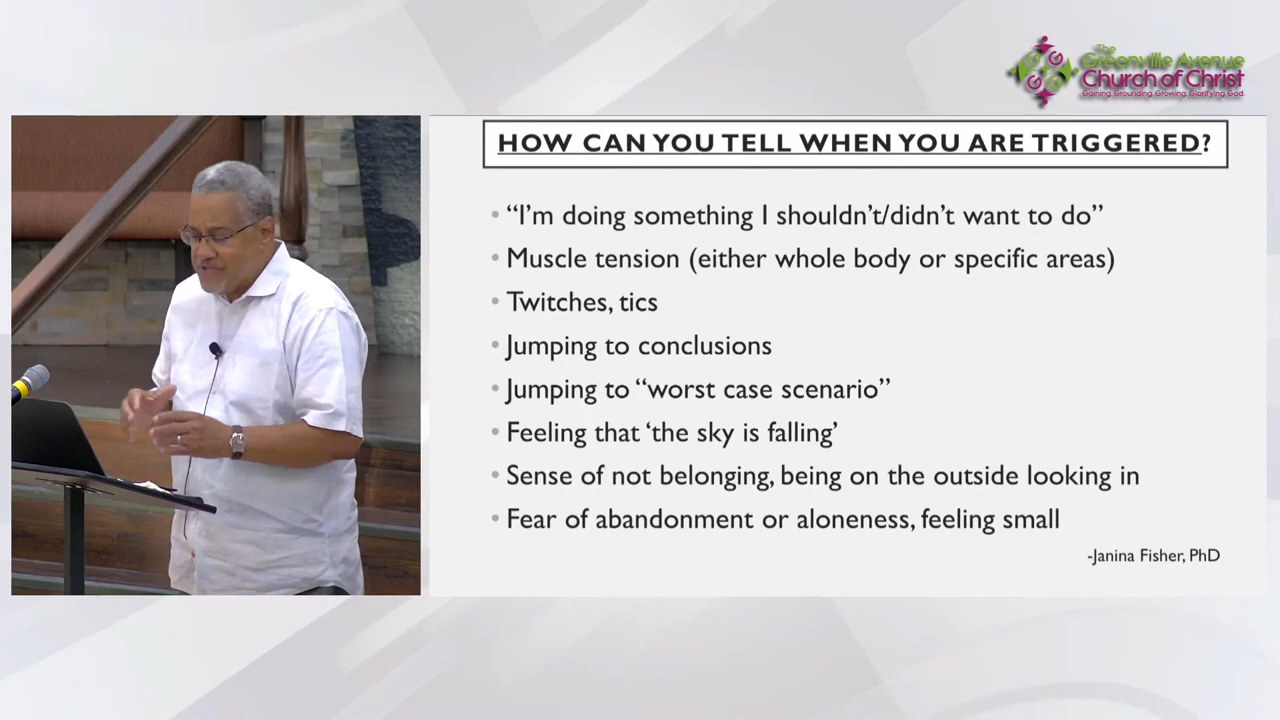 The
Greenville Avenue
Church of Christ
Gaining. Grounding. Growing. Glorifying God.
HOW CAN YOU TELL WHEN YOU ARE TRIGGERED?
• “I’m doing something I shouldn’t/didn’t want to do”
• Muscle tension (either whole body or specific areas)
• Twitches, tics
• Jumping to conclusions
• Jumping to “worst case scenario”
• Feeling that ‘the sky is falling’
• Sense of not belonging, being on the outside looking in
• Fear of abandonment or aloneness, feeling small
-Janina Fisher, PhD